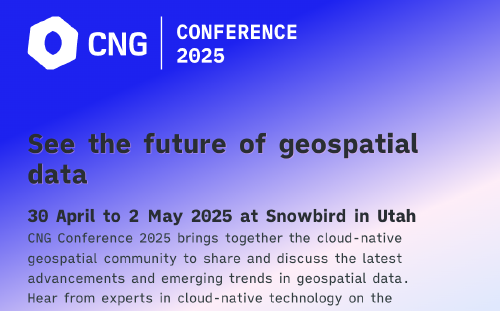 CNG
CONFERENCE
2025
See the future of geospatial
data
30 April to 2 May 2025 at Snowbird in Utah
CNG Conference 2025 brings together the cloud-native
geospatial community to share and discuss the latest
advancements and emerging trends in geospatial data.
Hear from experts in cloud-native technology on the